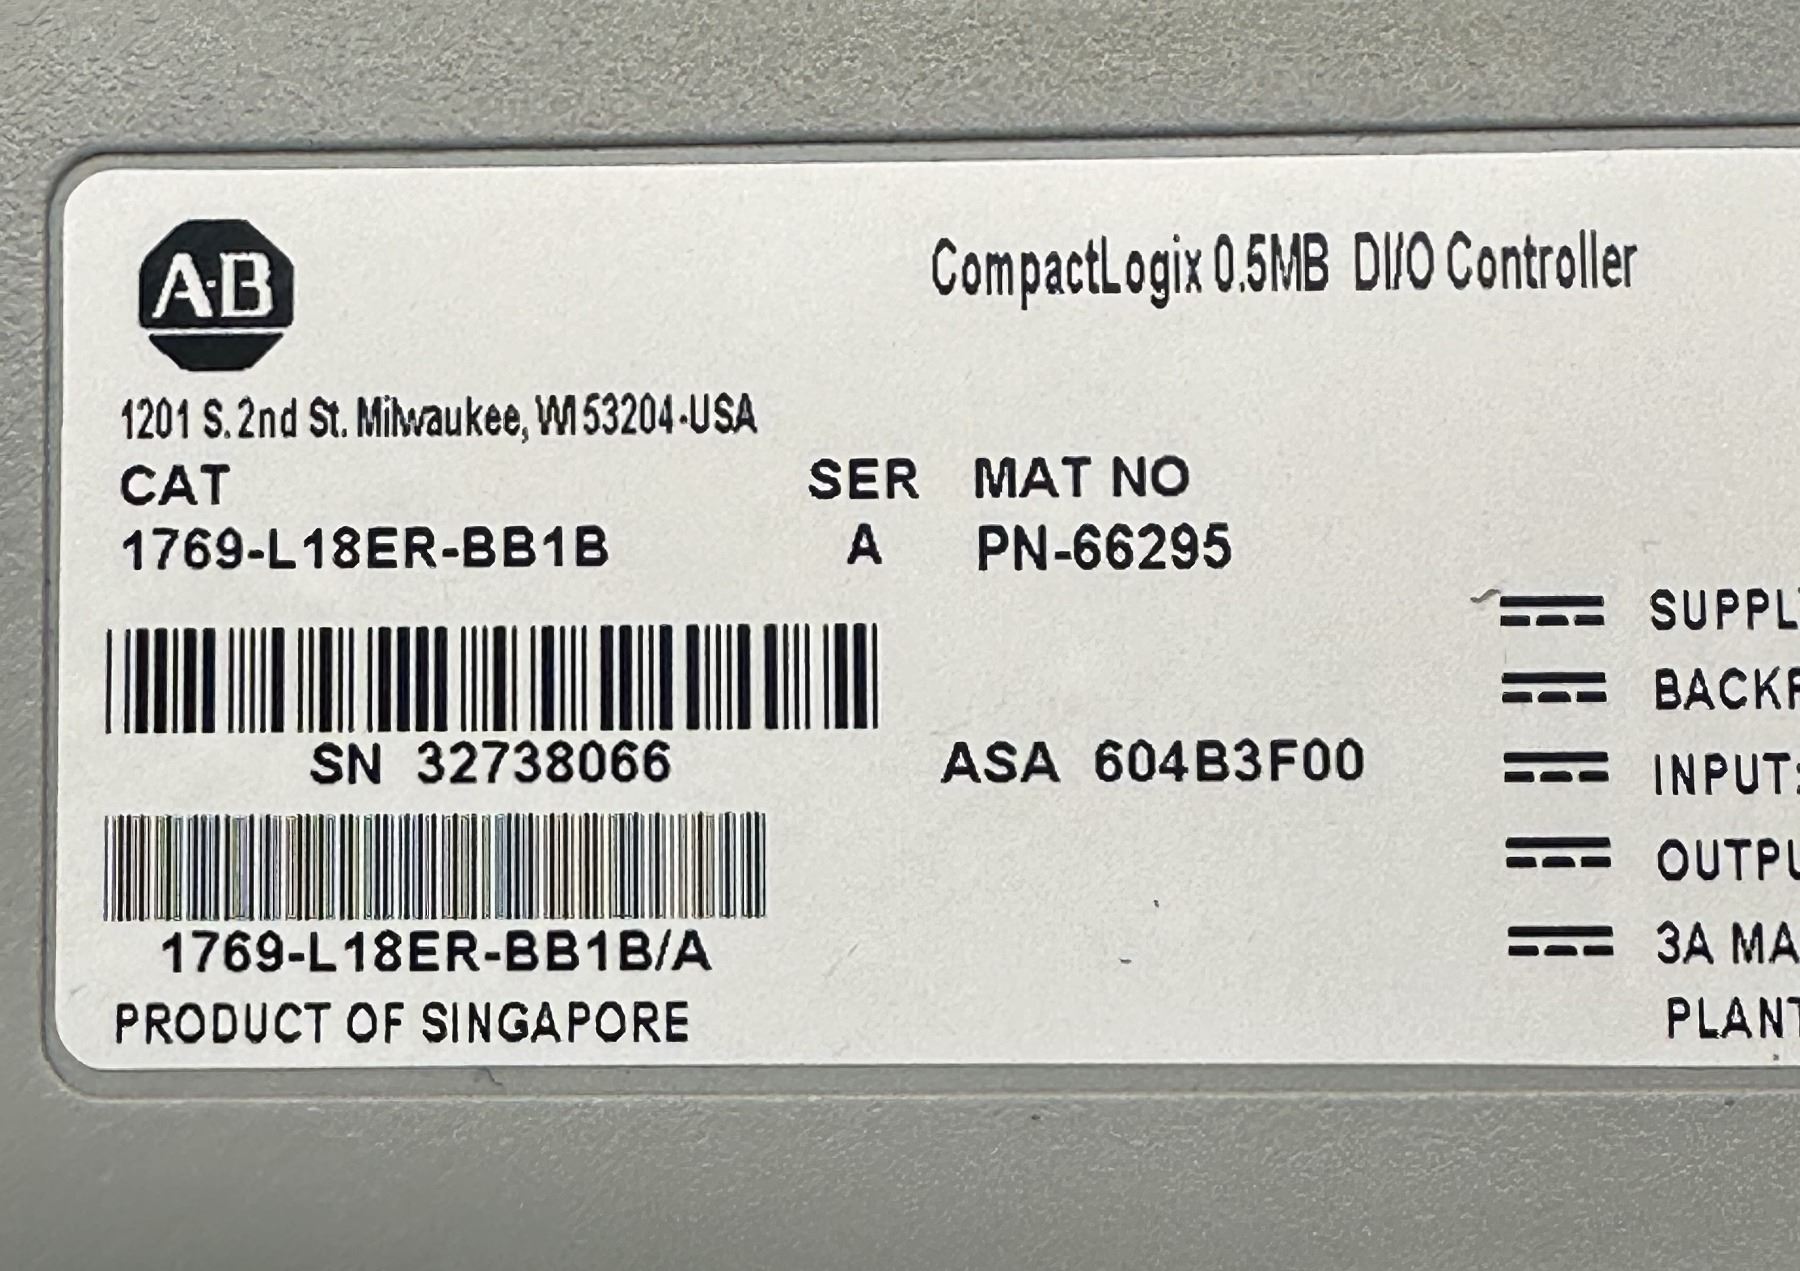 A·B
CompactLogix 0.5MB DI/O Controller
1201 S. 2nd St. Milwaukee, WI 53204-USA
CAT SER MAT NO
1769-L18ER-BB1B A PN-66295
SN 32738066 ASA 604B3F00
1769-L18ER-BB1B/A
PRODUCT OF SINGAPORE
SUPPL
BACKP
INPUT:
OUTPU
3A MA
PLANT